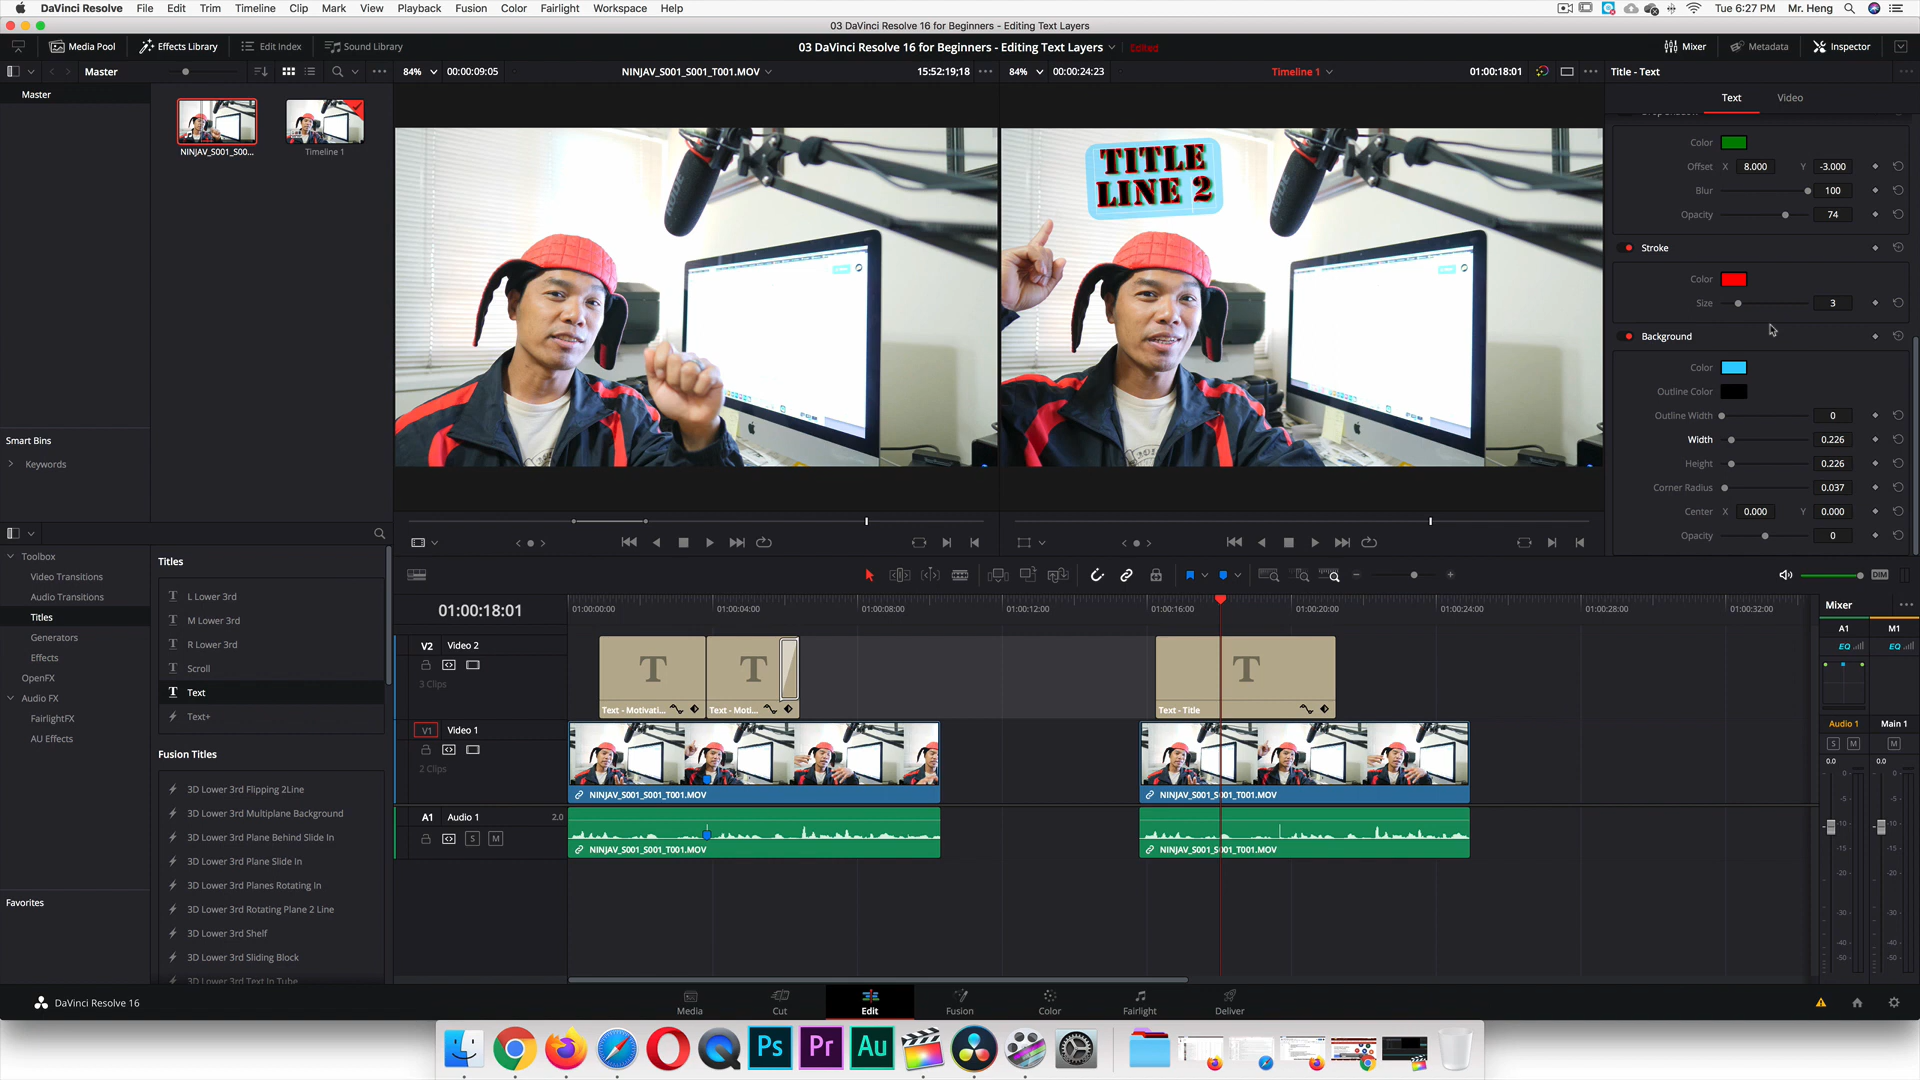 DaVinci Resolve File Edit Trim Timeline Clip Mark View Playback Fusion Color Fairlight Workspace Help Tue 6:27 PM Mr. Heng
03 DaVinci Resolve 16 for Beginners - Editing Text Layers
Media Pool Effects Library Edit Index Sound Library 03 DaVinci Resolve 16 for Beginners - Editing Text Layers Edited Mixer Metadata Inspector
Master 84% 00:00:09:05 NINJAV_S001_S001_T001.MOV 15:52:19;18 84% 00:00:24:23 Timeline 1 01:00:18:01 Title - Text
Master
NINJAV_S001_S00...
Timeline 1
Smart Bins
Keywords
RODE
TITLE
LINE 2
Text Video
Color
Offset X 8.000 Y -3.000
Blur 100
Opacity 74
Stroke
Color
Size 3
Background
Color
Outline Color
Outline Width 0
Width 0.226
Height 0.226
Corner Radius 0.037
Center X 0.000 Y 0.000
Opacity 0
Toolbox
Video Transitions
Audio Transitions
Titles
Generators
Effects
OpenFX
Audio FX
FairlightFX
AU Effects
Favorites
Titles
L Lower 3rd
M Lower 3rd
R Lower 3rd
Scroll
Text
Text+
Fusion Titles
3D Lower 3rd Flipping 2Line
3D Lower 3rd Multiplane Background
3D Lower 3rd Plane Behind Slide In
3D Lower 3rd Plane Slide In
3D Lower 3rd Planes Rotating In
3D Lower 3rd Rotating Plane 2 Line
3D Lower 3rd Shelf
3D Lower 3rd Sliding Block
3D Lower 3rd Text In Tube
DIM
01:00:18:01 01:00:00:00 01:00:04:00 01:00:08:00 01:00:12:00 01:00:16:00 01:00:20:00 01:00:24:00 01:00:28:00 01:00:32:00
V2 Video 2
3 Clips
T T T
Text - Motivati... Text - Moti... Text - Title
V1 Video 1
2 Clips
NINJAV_S001_S001_T001.MOV NINJAV_S001_S001_T001.MOV
A1 Audio 1 2.0
S M
NINJAV_S001_S001_T001.MOV NINJAV_S001_S001_T001.MOV
Mixer
A1 M1
EQ EQ
Audio 1 Main 1
S M M
0.0 0.0
0 0
-5 -5
-10 -10
-15 -15
-20 -20
-30 -30
-40 -40
-50 -50
DaVinci Resolve 16 Media Cut Edit Fusion Color Fairlight Deliver
Ps Pr Au